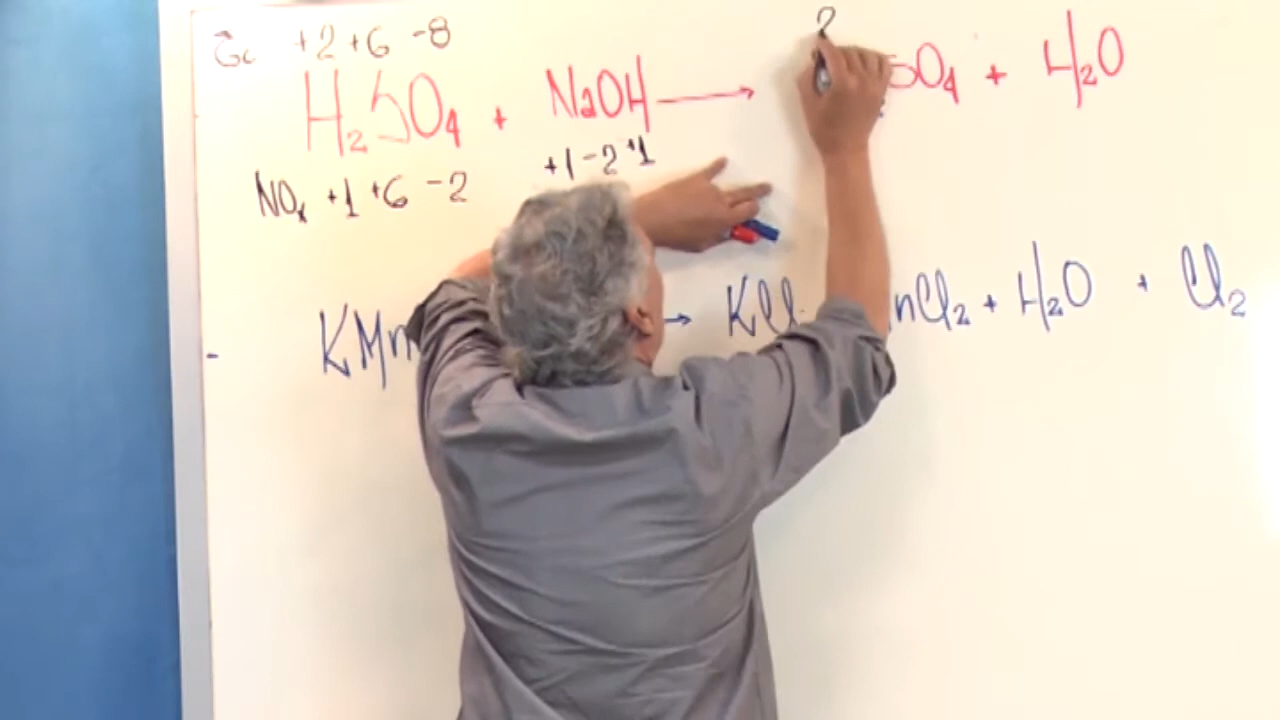 Gc +2 +6 -8 ?
H₂SO₄ + NaOH → SO₄ + H₂O
NOx +1 +6 -2 +1 -2 +1
- KMn → KCl nCl₂ + H₂O + Cl₂